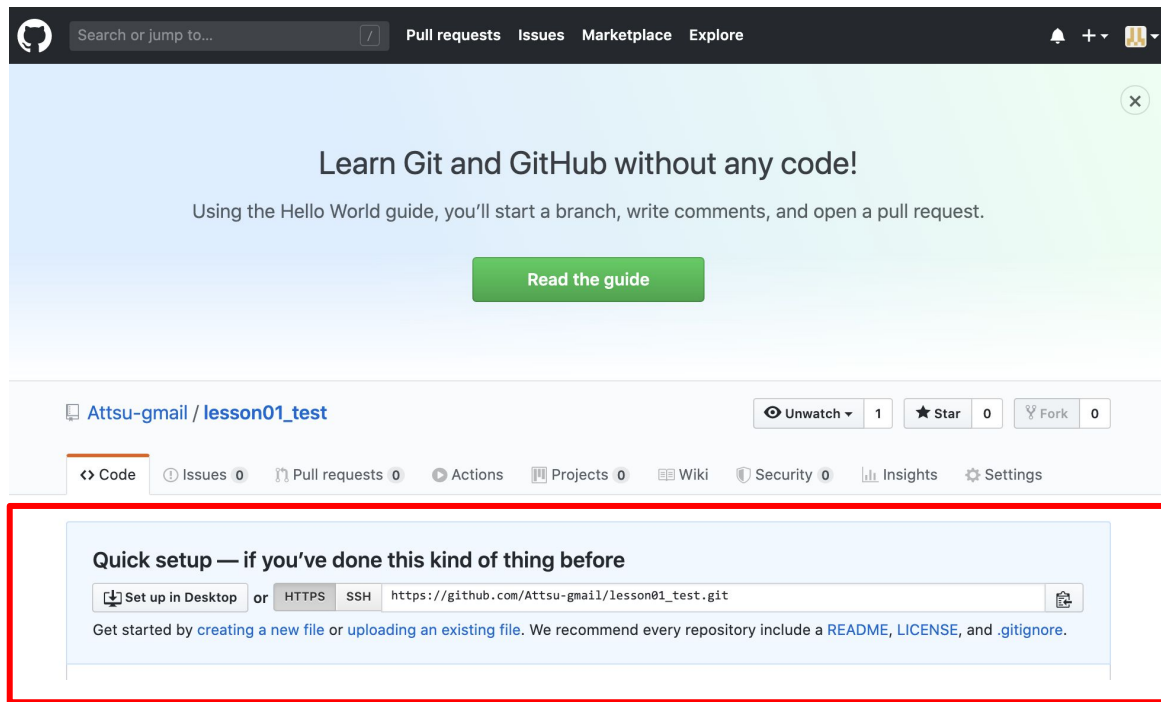 Search or jump to... / Pull requests Issues Marketplace Explore
Learn Git and GitHub without any code!
Using the Hello World guide, you’ll start a branch, write comments, and open a pull request.
Read the guide
Attsu-gmail / lesson01_test Unwatch 1 Star 0 Fork 0
Code Issues 0 Pull requests 0 Actions Projects 0 Wiki Security 0 Insights Settings
Quick setup — if you’ve done this kind of thing before
Set up in Desktop or HTTPS SSH https://github.com/Attsu-gmail/lesson01_test.git
Get started by creating a new file or uploading an existing file. We recommend every repository include a README, LICENSE, and .gitignore.